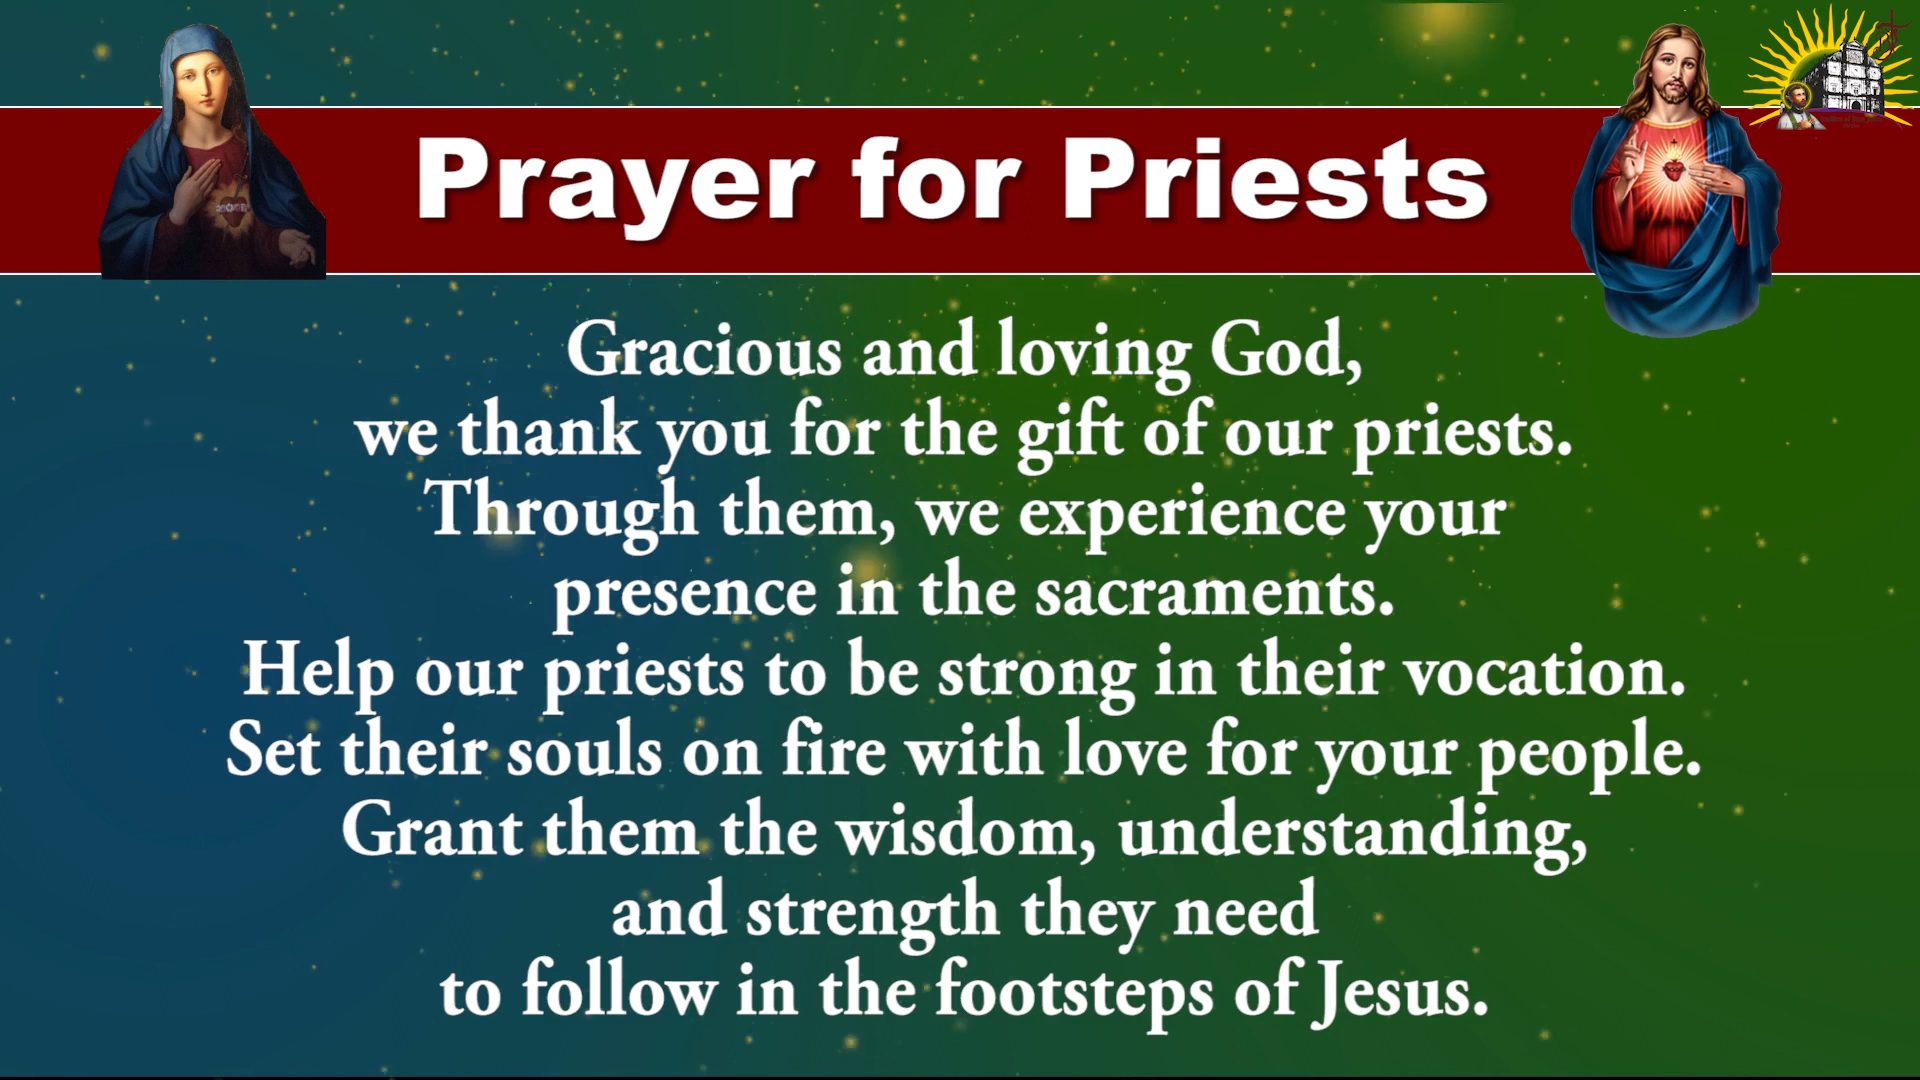 Prayer for Priests
Gracious and loving God,
we thank you for the gift of our priests.
Through them, we experience your
presence in the sacraments.
Help our priests to be strong in their vocation.
Set their souls on fire with love for your people.
Grant them the wisdom, understanding,
and strength they need
to follow in the footsteps of Jesus.